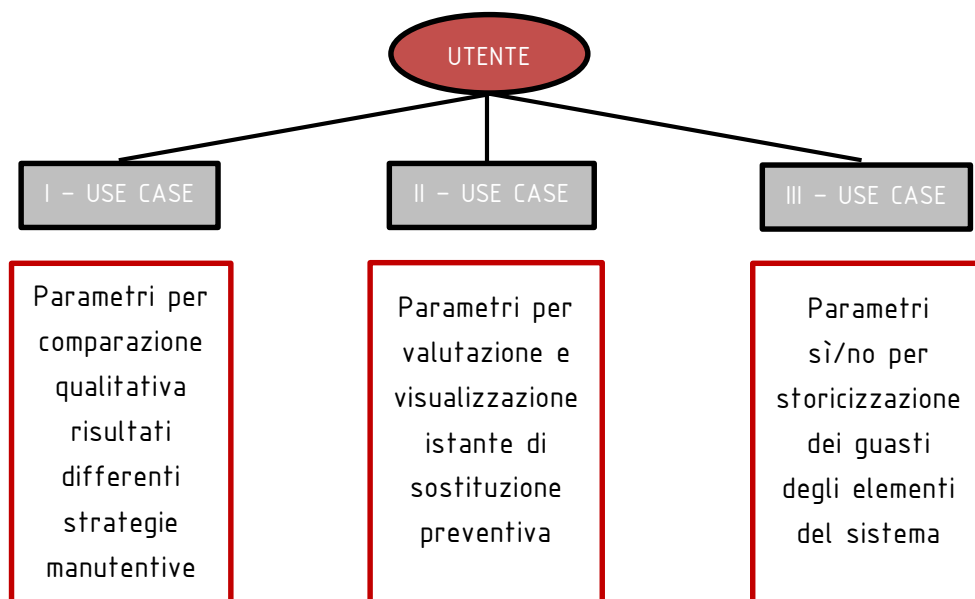 UTENTE
I – USE CASE
II – USE CASE
III – USE CASE
Parametri per
comparazione
qualitativa
risultati
differenti
strategie
manutentive
Parametri per
valutazione e
visualizzazione
istante di
sostituzione
preventiva
Parametri
sì/no per
storicizzazione
dei guasti
degli elementi
del sistema